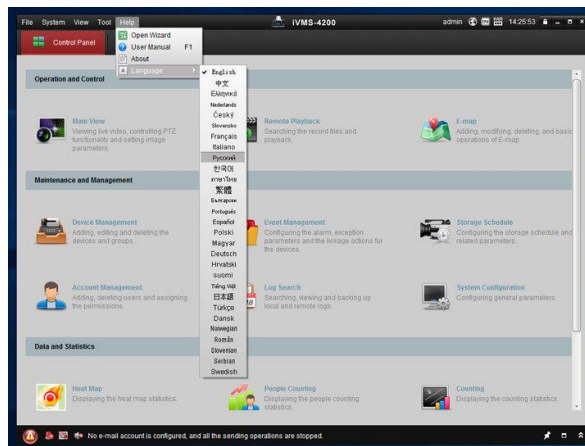 File System View Tool Help
iVMS-4200
admin 14:25:53
Control Panel
Open Wizard
User Manual F1
About
Language
English
中文
Ελληνικά
Nederlands
Český
Slovensko
Français
Italiano
Русский
한국어
ภาษาไทย
繁體
Български
Português
Español
Polski
Magyar
Deutsch
Hrvatski
suomi
Tiếng Việt
日本語
Türkçe
Dansk
Norwegian
Român
Slovenian
Serbian
Swedish
Operation and Control
Main View
Viewing live video, controlling PTZ
functionality and setting image
parameters.
Remote Playback
Searching the record files and
playback.
E-map
Adding, modifying, deleting, and basic
operations of E-map.
Maintenance and Management
Device Management
Adding, editing and deleting the
devices and groups.
Event Management
Configuring the alarm, exception
parameters and the linkage actions for
the devices.
Storage Schedule
Configuring the storage schedule and
related parameters.
Account Management
Adding, deleting users and assigning
the permissions.
Log Search
Searching, viewing and backing up
local and remote logs.
System Configuration
Configuring general parameters.
Data and Statistics
Heat Map
Displaying the heat map statistics.
People Counting
Displaying the people counting
statistics.
Counting
Displaying the counting statistics.
No e-mail account is configured, and all the sending operations are stopped.